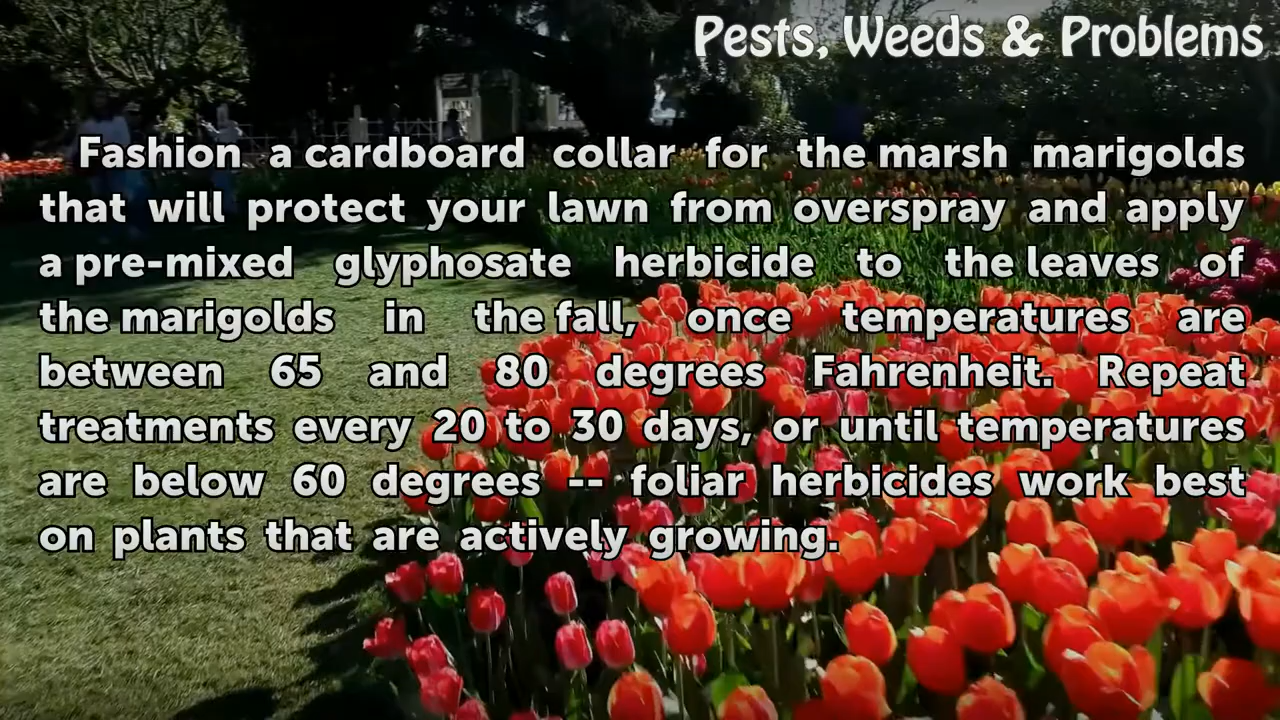 Pests, Weeds & Problems
Fashion a cardboard collar for the marsh marigolds
that will protect your lawn from overspray and apply
a pre-mixed glyphosate herbicide to the leaves of
the marigolds in the fall, once temperatures are
between 65 and 80 degrees Fahrenheit. Repeat
treatments every 20 to 30 days, or until temperatures
are below 60 degrees -- foliar herbicides work best
on plants that are actively growing.